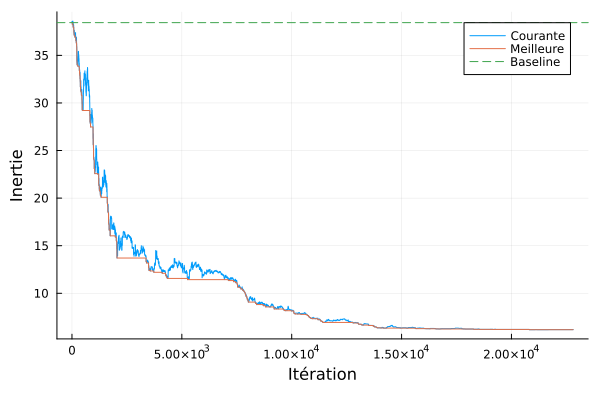 Courante
Meilleure
Baseline
Inertie
35
30
25
20
15
10
0
5.00×10³
1.00×10⁴
1.50×10⁴
2.00×10⁴
Itération